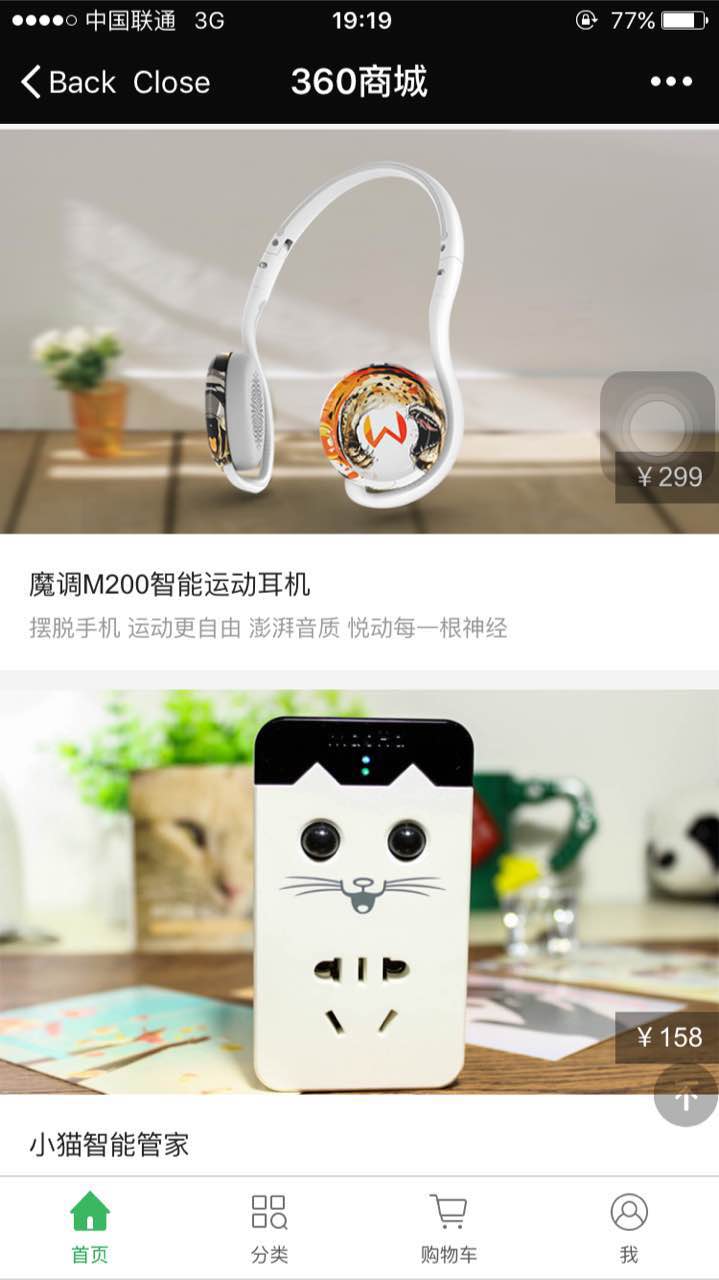 中国联通 3G 19:19 77%
Back Close 360商城
¥299
魔调M200智能运动耳机
摆脱手机 运动更自由 澎湃音质 悦动每一根神经
¥158
小猫智能管家
首页 分类 购物车 我